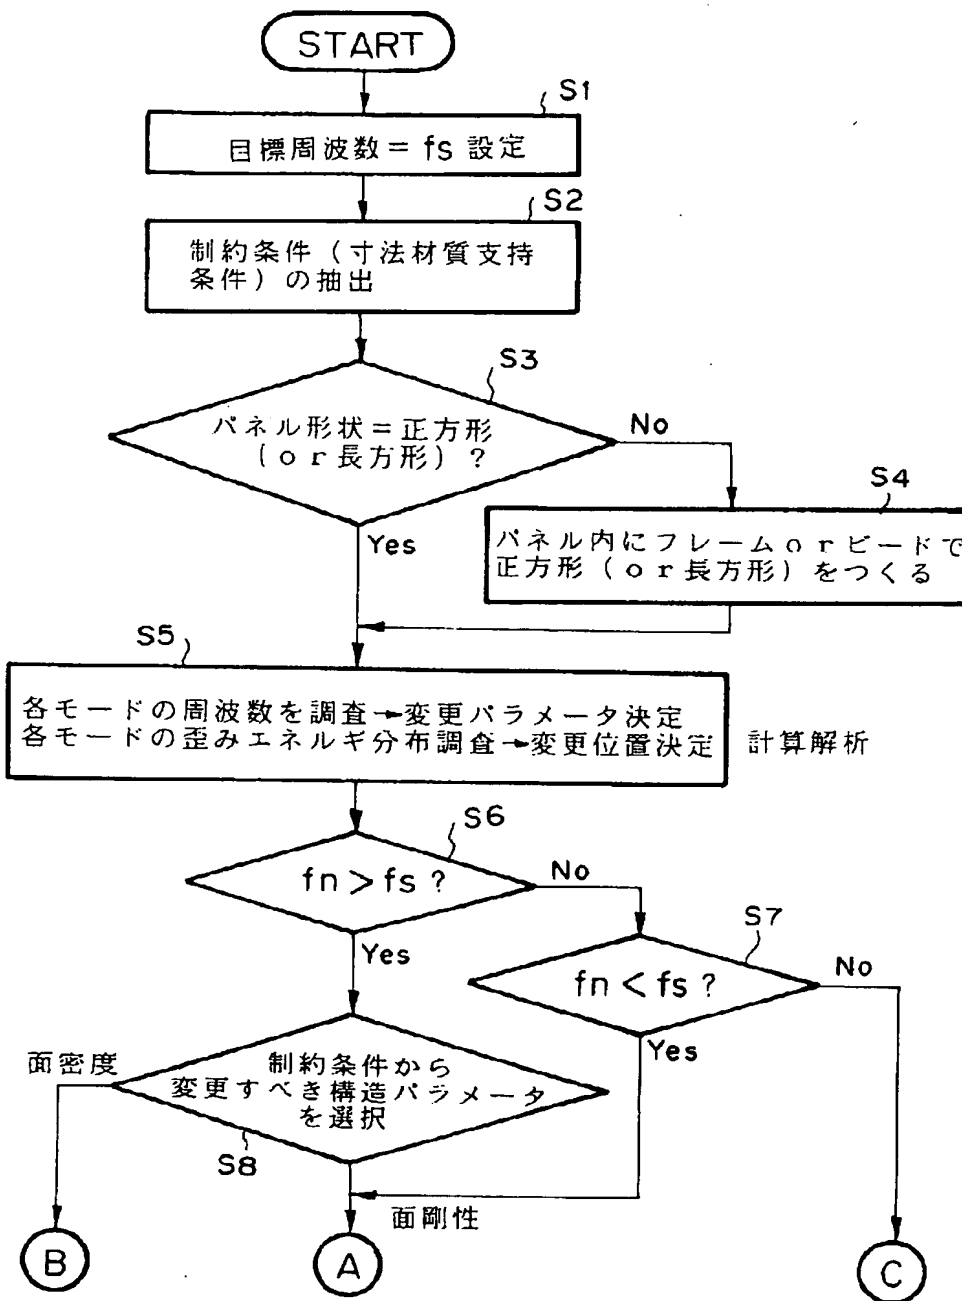 START
S1
目標周波数=fs 設定
S2
制約条件(寸法材質支持
条件)の抽出
S3
パネル形状=正方形
(or長方形)?
No
Yes
S4
パネル内にフレームorビードで
正方形(or長方形)をつくる
S5
各モードの周波数を調査→変更パラメータ決定
各モードの歪みエネルギ分布調査→変更位置決定
計算解析
S6
fn>fs?
No
Yes
S7
fn<fs?
No
Yes
面密度
制約条件から
変更すべき構造パラメータ
を選択
S8
面剛性
B
A
C